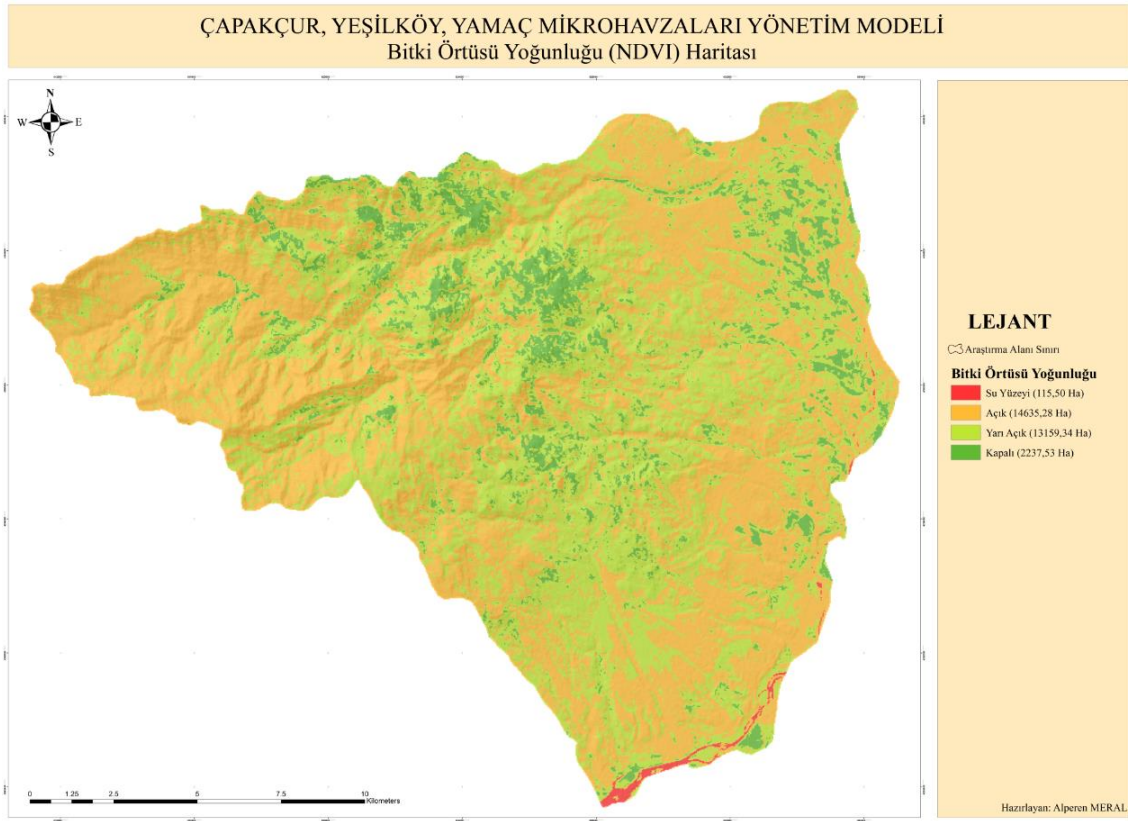 ÇAPAKÇUR, YEŞİLKÖY, YAMAÇ MİKROHAVZALARI YÖNETİM MODELİ
Bitki Örtüsü Yoğunluğu (NDVI) Haritası
N
W E
S
LEJANT
Araştırma Alanı Sınırı
Bitki Örtüsü Yoğunluğu
Su Yüzeyi (115,50 Ha)
Açık (14635,28 Ha)
Yarı Açık (13159,34 Ha)
Kapalı (2237,53 Ha)
0 1.25 2.5 5 7.5 10
Kilometers
Hazırlayan: Alperen MERAL